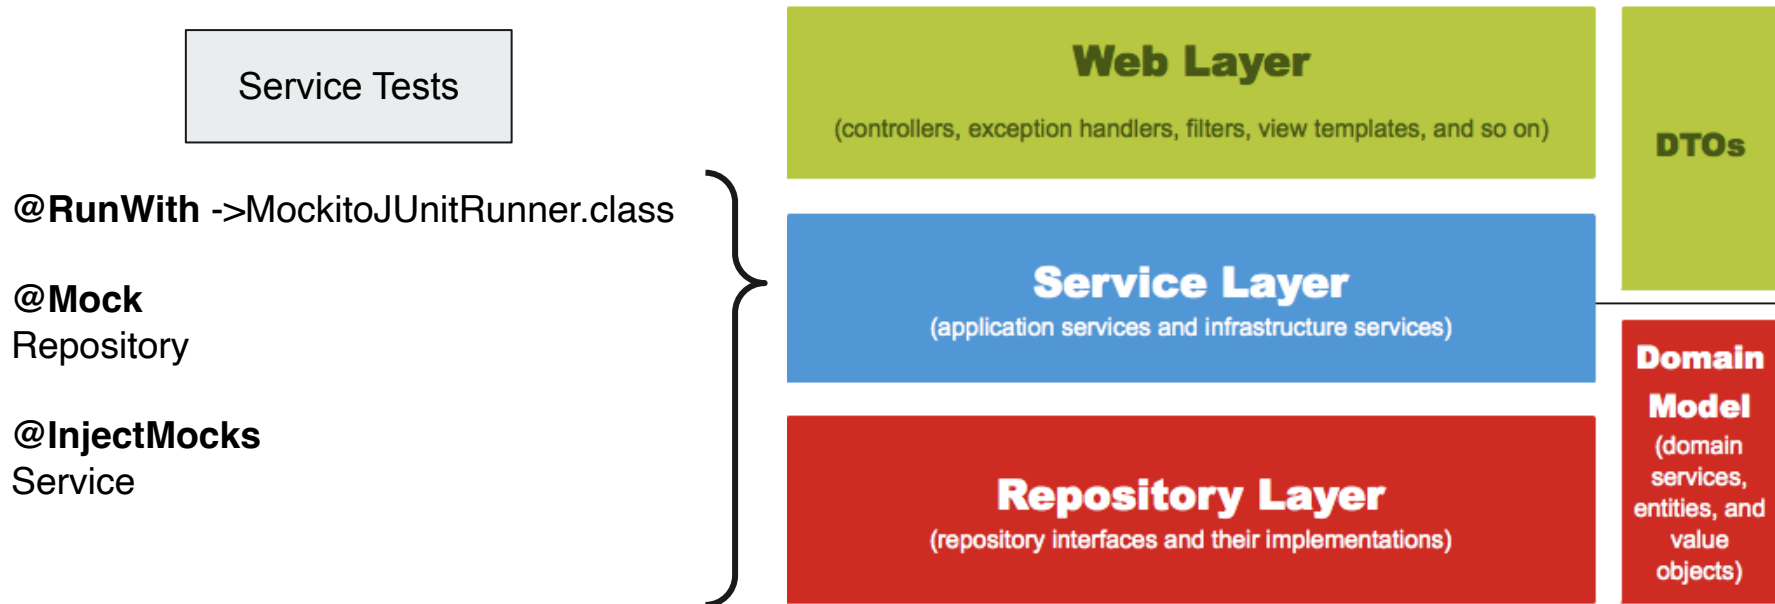 Service Tests
@RunWith ->MockitoJUnitRunner.class
@Mock
Repository
@InjectMocks
Service
Web Layer
(controllers, exception handlers, filters, view templates, and so on)
Service Layer
(application services and infrastructure services)
Repository Layer
(repository interfaces and their implementations)
DTOs
Domain
Model
(domain
services,
entities, and
value
objects)